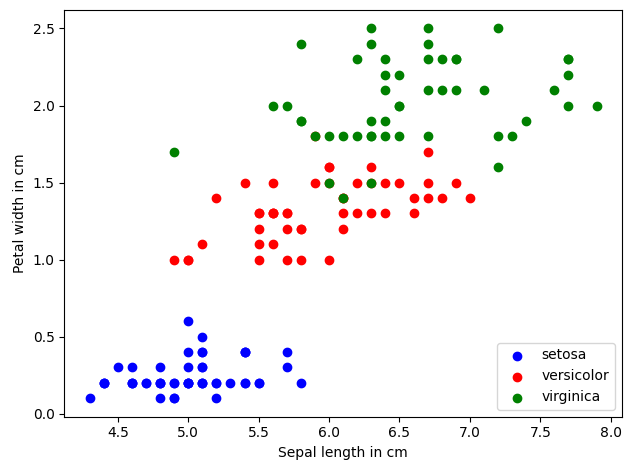 2.5
2.0
1.5
1.0
0.5
0.0
Petal width in cm
setosa
versicolor
virginica
4.5 5.0 5.5 6.0 6.5 7.0 7.5 8.0
Sepal length in cm